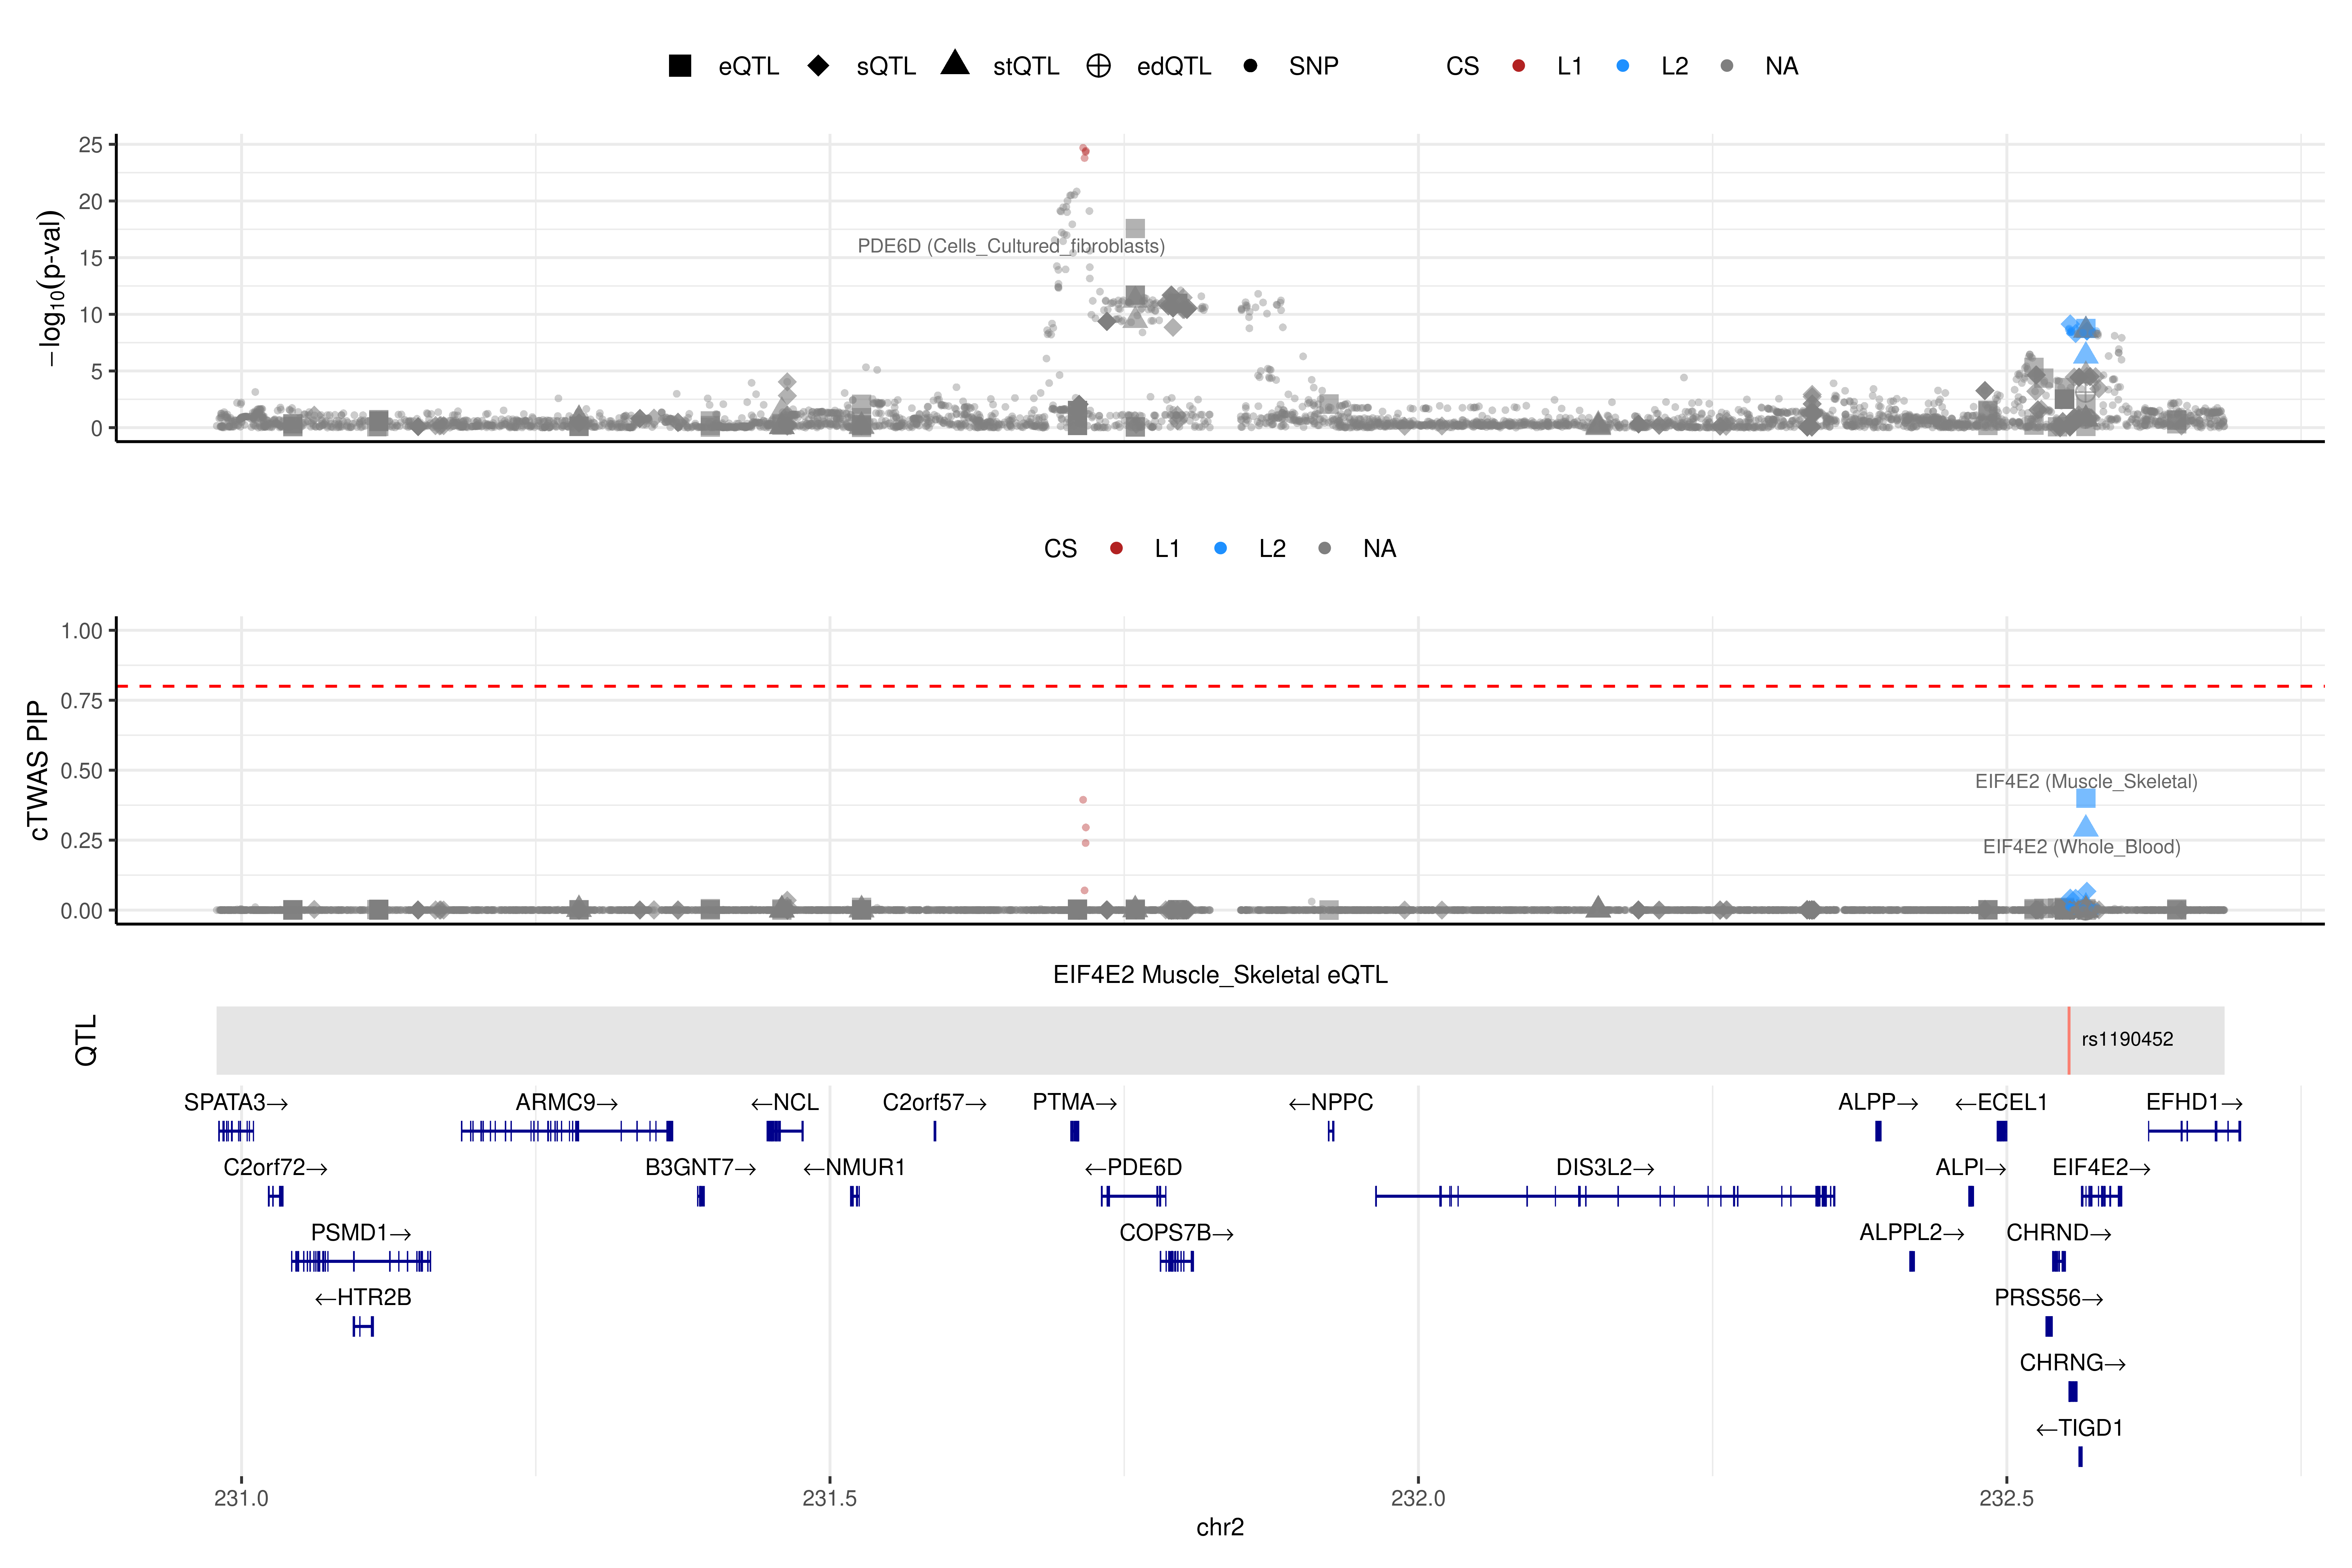 eQTL sQTL stQTL edQTL SNP CS L1 L2 NA
−log10(p-val)
25
20
15
10
5
0
PDE6D (Cells_Cultured_fibroblasts)
CS L1 L2 NA
cTWAS PIP
1.00
0.75
0.50
0.25
0.00
EIF4E2 (Muscle_Skeletal)
EIF4E2 (Whole_Blood)
EIF4E2 Muscle_Skeletal eQTL
QTL
rs1190452
SPATA3→ ARMC9→ ←NCL C2orf57→ PTMA→ ←NPPC ALPP→ ←ECEL1 EFHD1→
C2orf72→ B3GNT7→ ←NMUR1 ←PDE6D DIS3L2→ ALPI→ EIF4E2→
PSMD1→ COPS7B→ ALPPL2→ CHRND→
←HTR2B PRSS56→
CHRNG→
←TIGD1
231.0 231.5 232.0 232.5
chr2